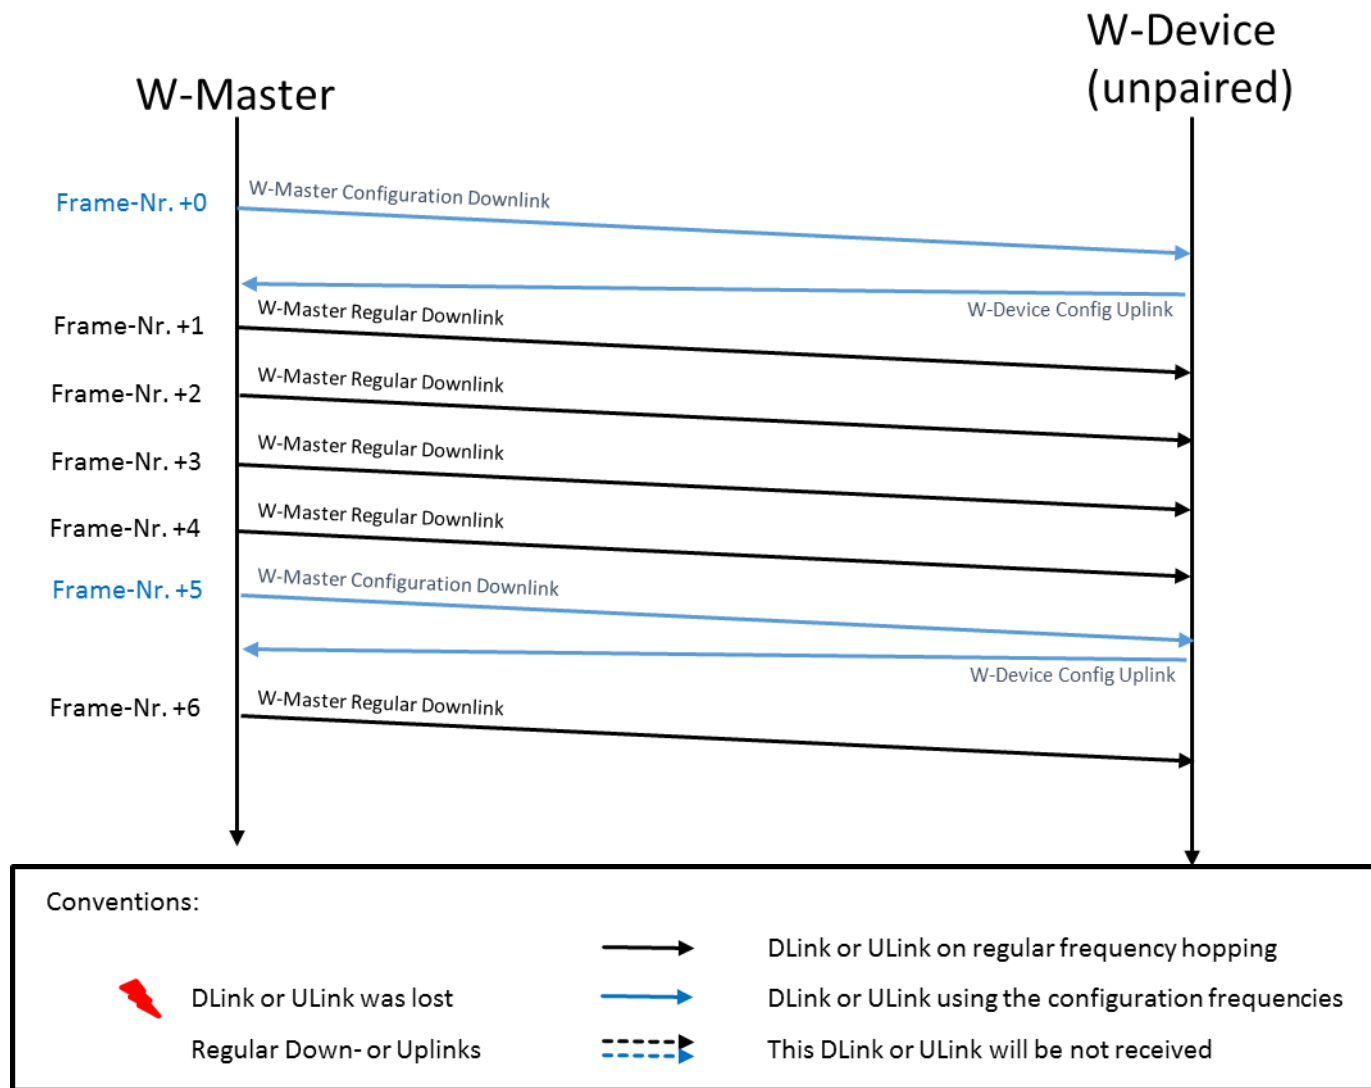 W-Device
(unpaired)
W-Master
W-Master Configuration Downlink
Frame-Nr. +0
W-Device Config Uplink
W-Master Regular Downlink
Frame-Nr. +1
W-Master Regular Downlink
Frame-Nr. +2
W-Master Regular Downlink
Frame-Nr. +3
W-Master Regular Downlink
Frame-Nr. +4
W-Master Configuration Downlink
Frame-Nr. +5
W-Device Config Uplink
W-Master Regular Downlink
Frame-Nr. +6
Conventions:
DLink or ULink on regular frequency hopping
DLink or ULink was lost
DLink or ULink using the configuration frequencies
Regular Down- or Uplinks
This DLink or ULink will be not received